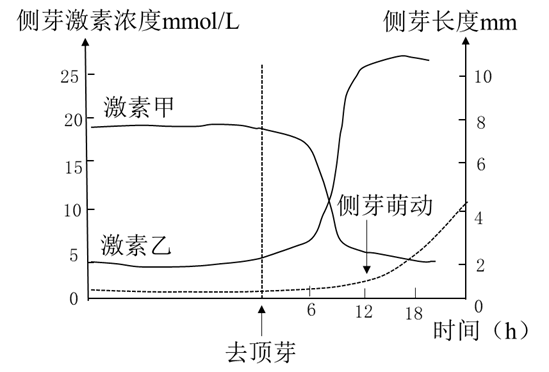 侧芽激素浓度mmol/L 侧芽长度mm
25 10
激素甲
20 8
15 6
10 侧芽萌动 4
激素乙
5 2
0 6 12 18 0
时间（h）
去顶芽